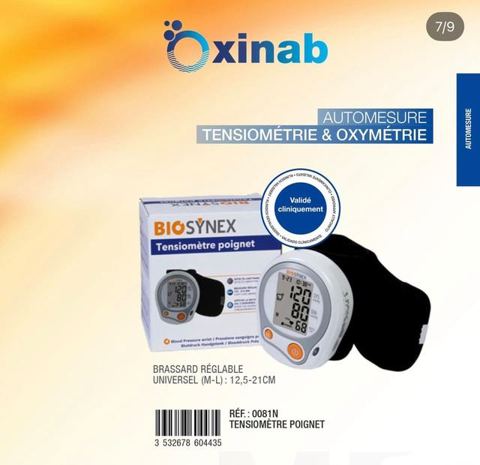 7/9
Oxinab
AUTOMESURE
TENSIOMÉTRIE & OXYMÉTRIE
AUTOMESURE
Validé
cliniquement
BIOSYNEX
Tensiomètre poignet
BIOSYNEX
120
80
68
BRASSARD RÉGLABLE
UNIVERSEL (M-L) : 12,5-21CM
RÉF. : 0081N
TENSIOMÈTRE POIGNET
3 532678 604435